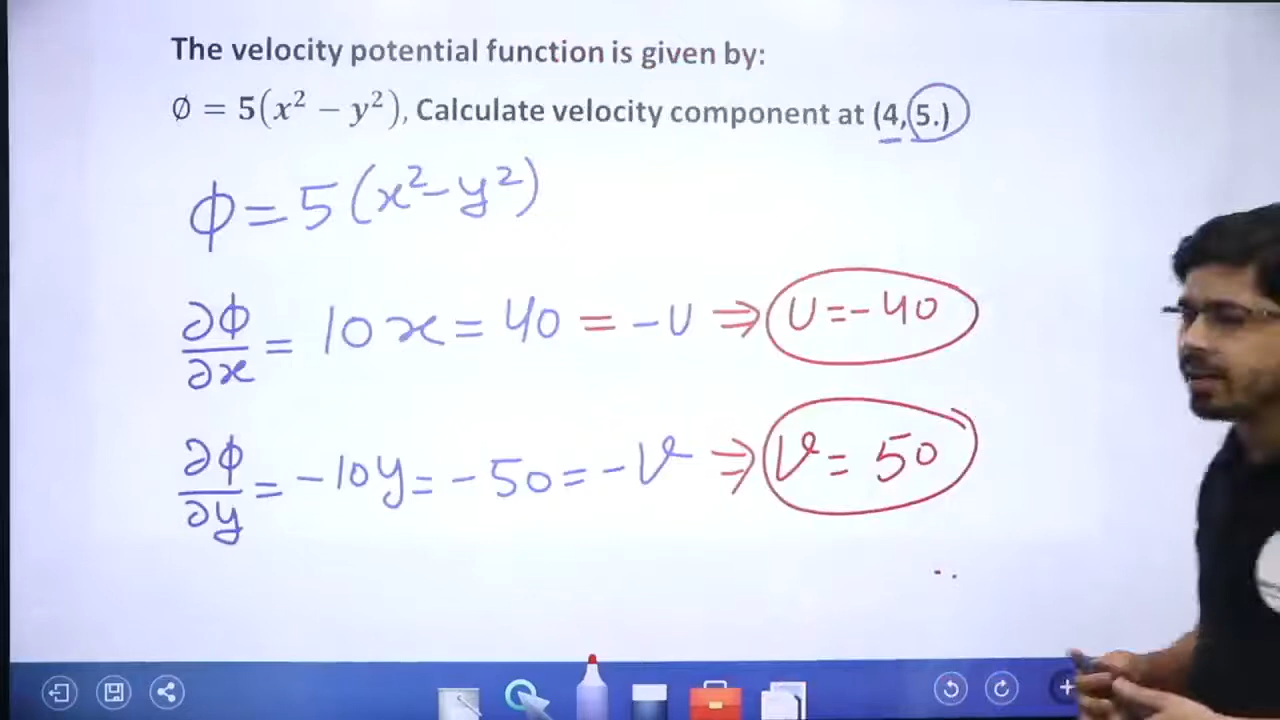 The velocity potential function is given by:
∅ = 5(x² − y²), Calculate velocity component at (4,5.)
ϕ = 5(x² − y²)
∂ϕ/∂x = 10x = 40 = −u ⇒ u = −40
∂ϕ/∂y = −10y = −50 = −v ⇒ v = 50